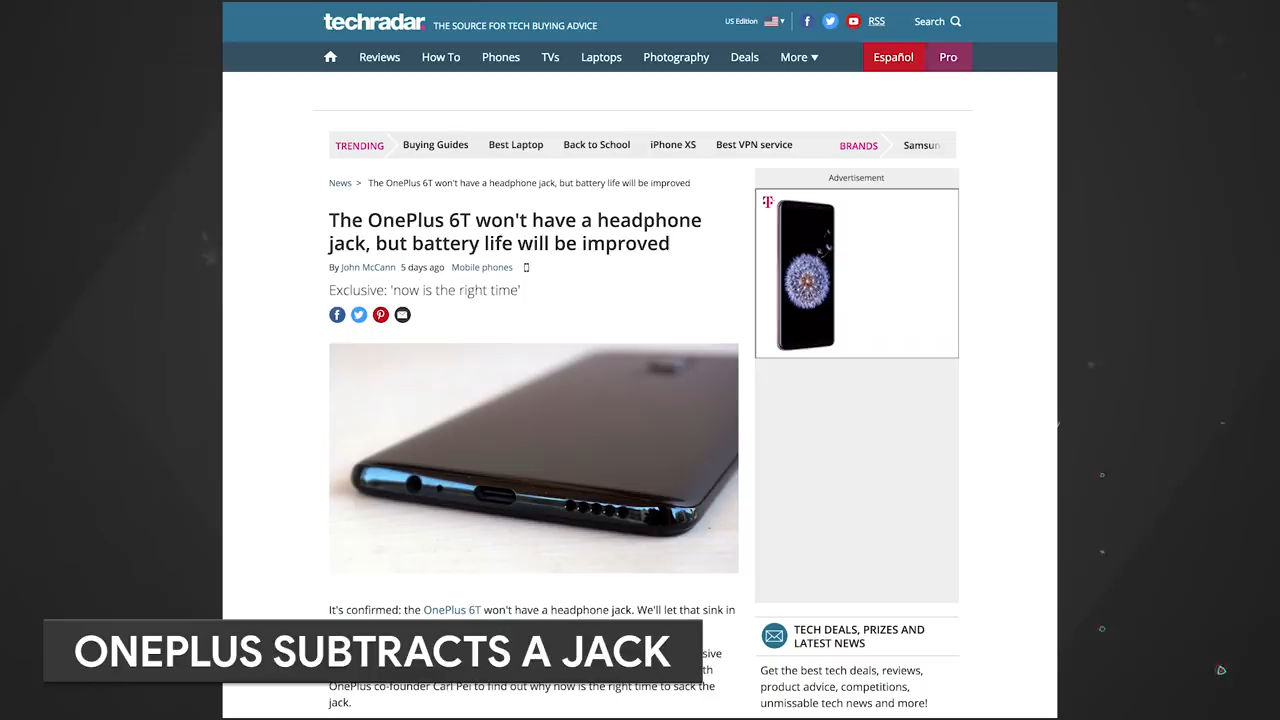 techradar. THE SOURCE FOR TECH BUYING ADVICE
US Edition RSS Search
Reviews How To Phones TVs Laptops Photography Deals More Español Pro
TRENDING Buying Guides Best Laptop Back to School iPhone XS Best VPN service BRANDS Samsun
Advertisement
News > The OnePlus 6T won't have a headphone jack, but battery life will be improved
The OnePlus 6T won't have a headphone
jack, but battery life will be improved
By John McCann 5 days ago Mobile phones
Exclusive: 'now is the right time'
It's confirmed: the OnePlus 6T won't have a headphone jack. We'll let that sink in
OnePlus co-founder Carl Pei to find out why now is the right time to sack the
jack.
ONEPLUS SUBTRACTS A JACK
T
TECH DEALS, PRIZES AND
LATEST NEWS
Get the best tech deals, reviews,
product advice, competitions,
unmissable tech news and more!